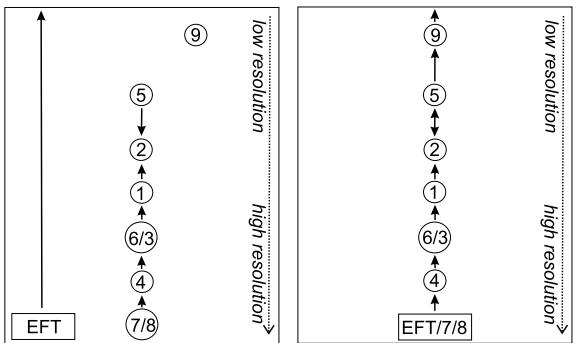 9
5
2
1
6/3
4
7/8
EFT
low resolution
high resolution
9
5
2
1
6/3
4
EFT/7/8
low resolution
high resolution